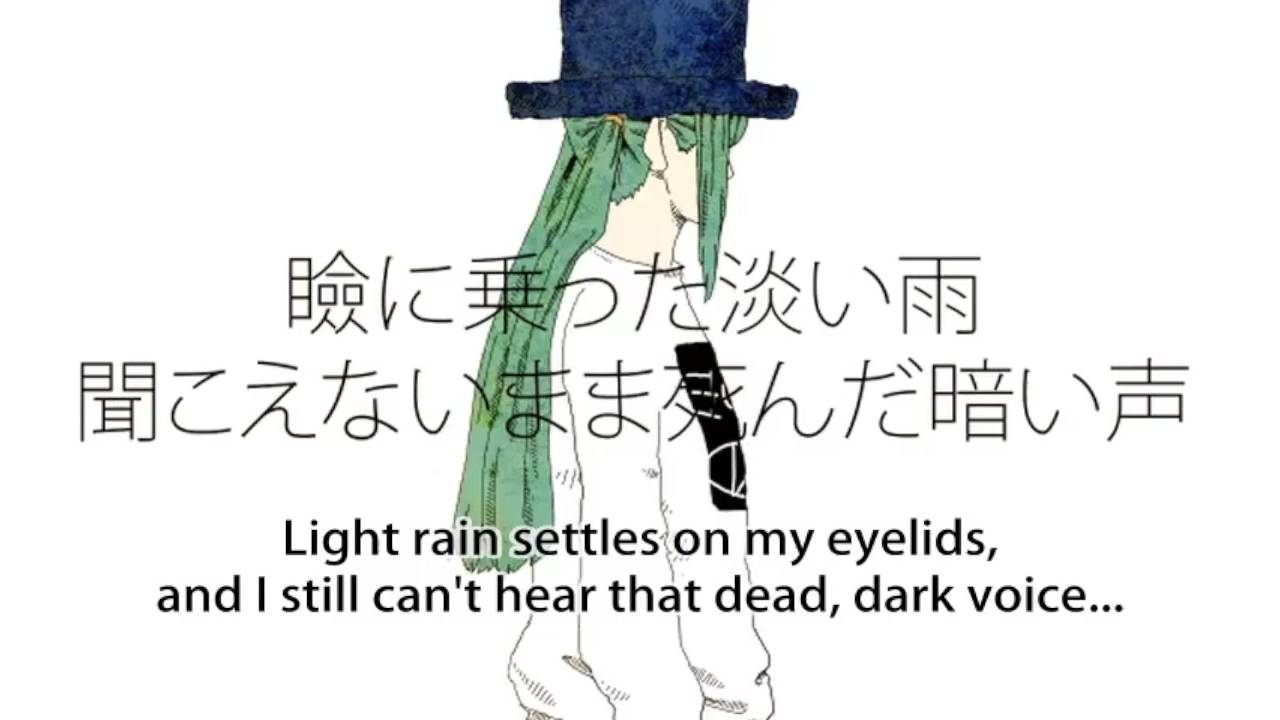 瞼に乗った淡い雨
聞こえないまま死んだ暗い声
Light rain settles on my eyelids,
and I still can't hear that dead, dark voice...